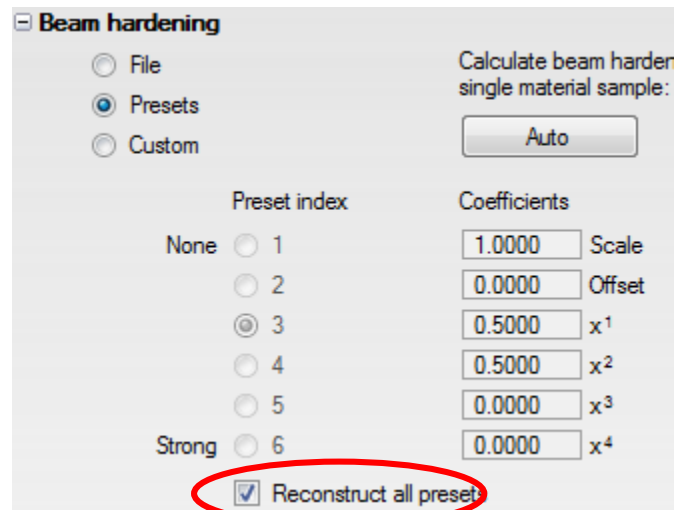 Beam hardening
File
Calculate beam harden
single material sample:
Presets
Auto
Custom
Preset index Coefficients
None 1 1.0000 Scale
2 0.0000 Offset
3 0.5000 x¹
4 0.5000 x²
5 0.0000 x³
Strong 6 0.0000 x⁴
Reconstruct all presets